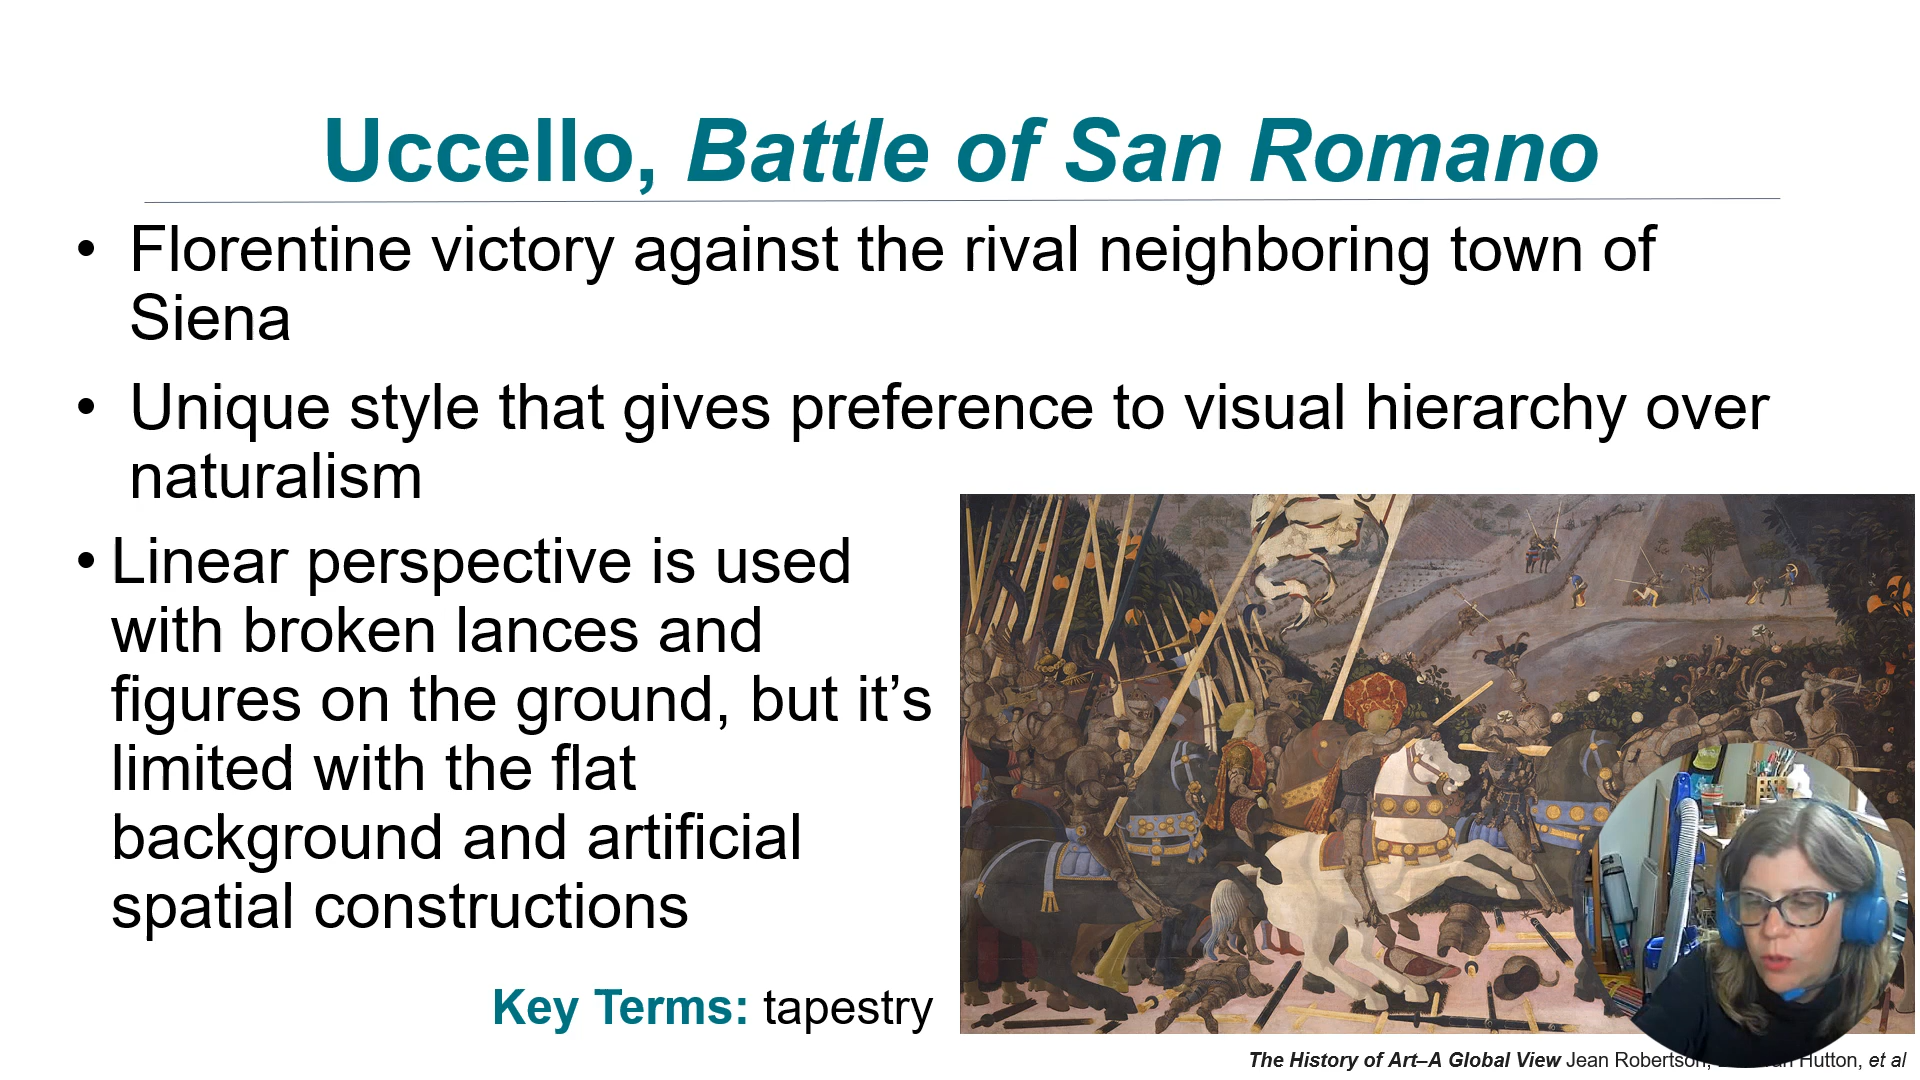 Uccello, Battle of San Romano
• Florentine victory against the rival neighboring town of
Siena
• Unique style that gives preference to visual hierarchy over
naturalism
• Linear perspective is used
with broken lances and
figures on the ground, but it’s
limited with the flat
background and artificial
spatial constructions
Key Terms: tapestry
The History of Art–A Global View Jean Robertson, Hutton, et al